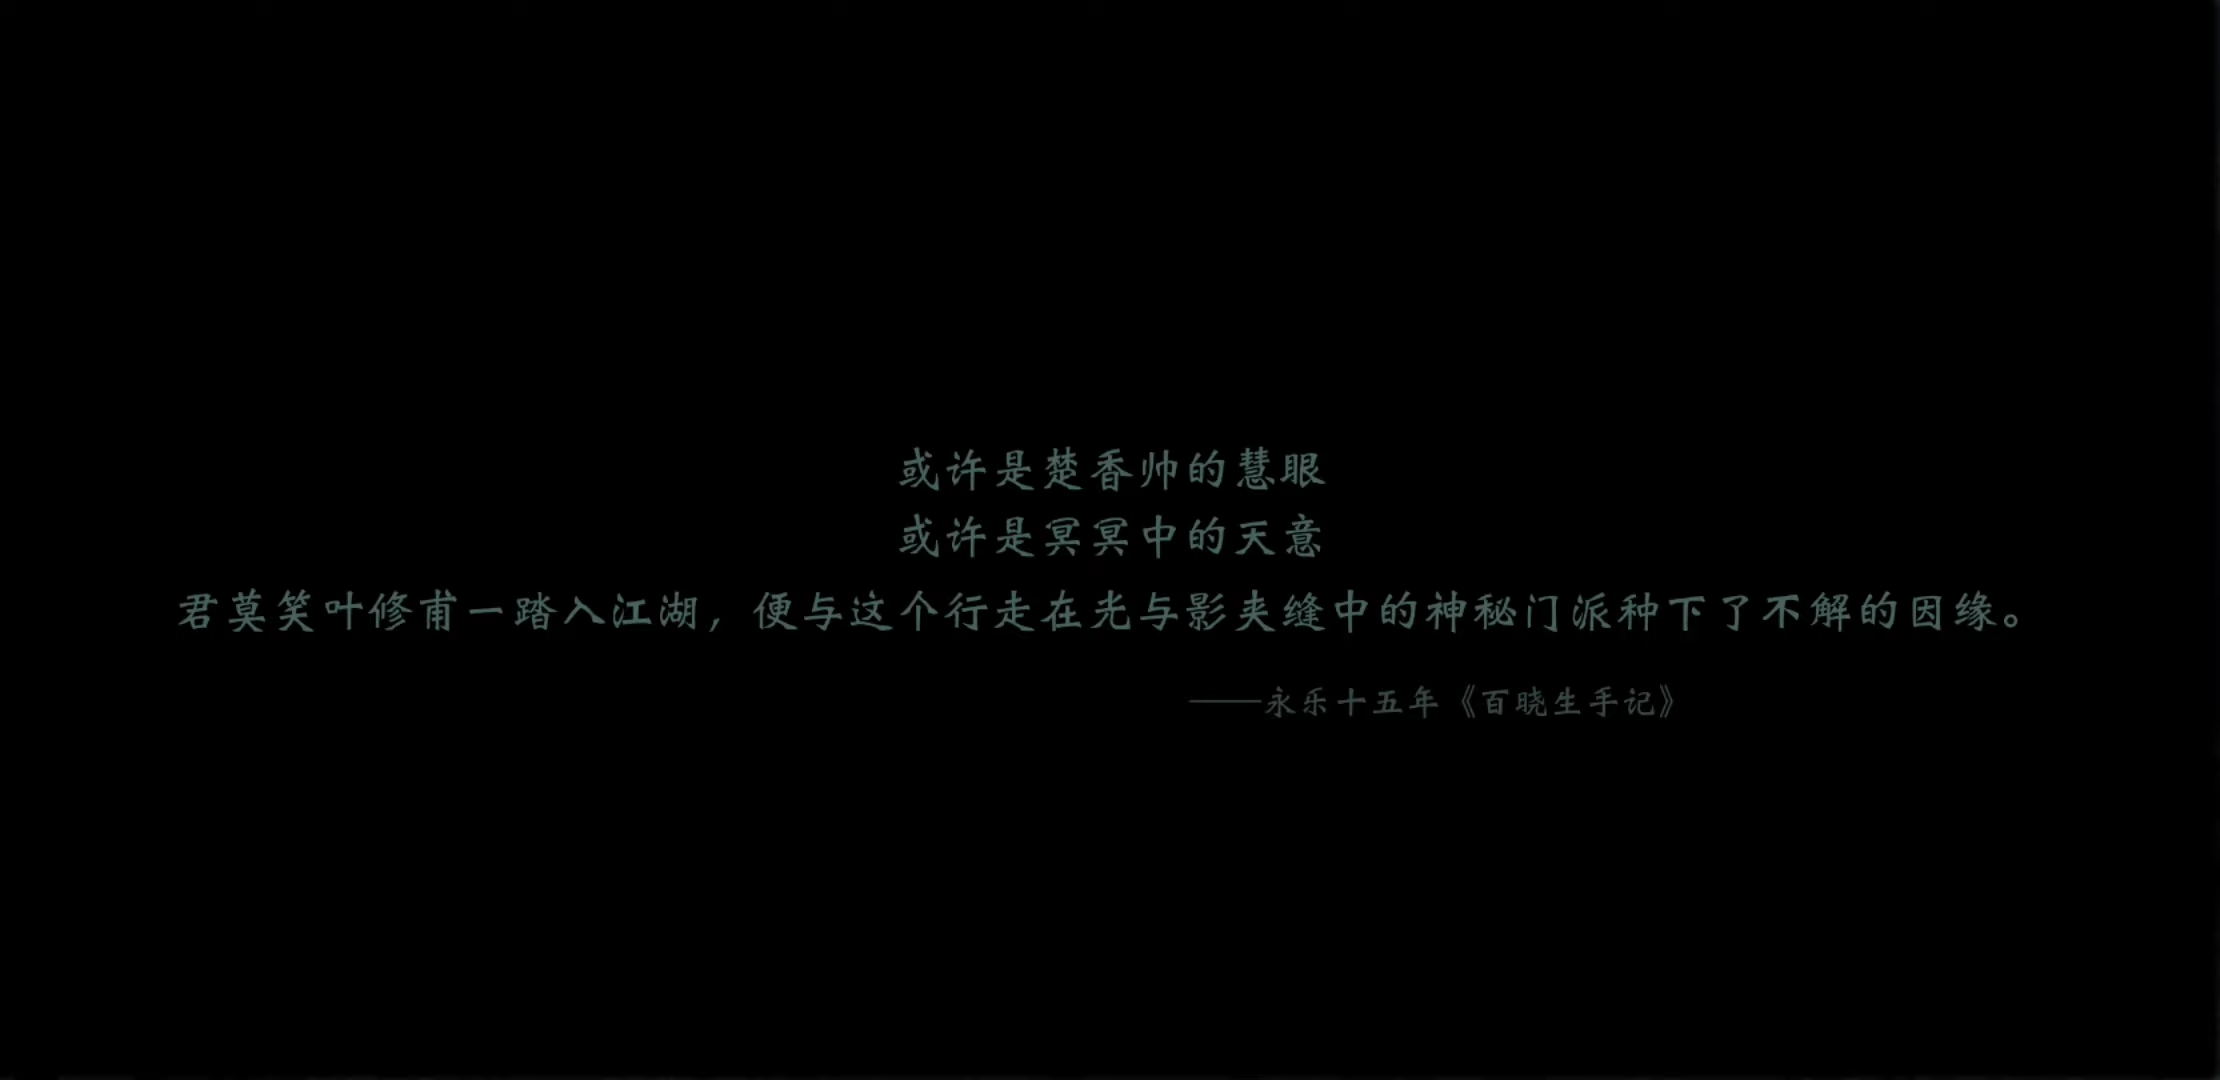 或许是楚香帅的慧眼
或许是冥冥中的天意
君莫笑叶修甫一踏入江湖，便与这个行走在光与影夹缝中的神秘门派种下了不解的因缘。
——永乐十五年《百晓生手记》